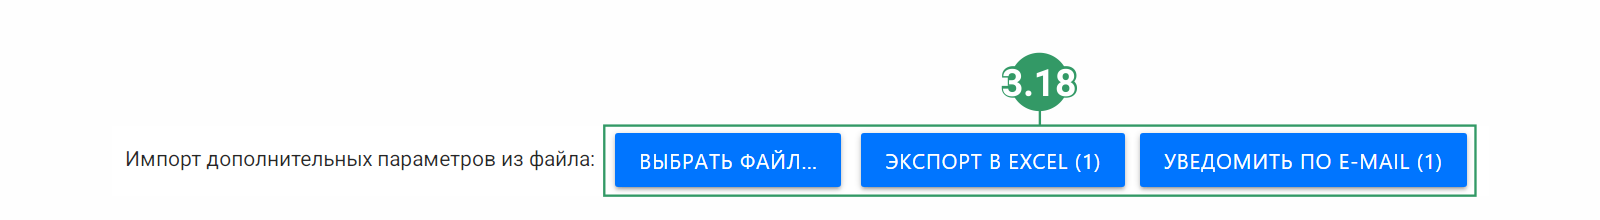 3.18
Импорт дополнительных параметров из файла: ВЫБРАТЬ ФАЙЛ... ЭКСПОРТ В EXCEL (1) УВЕДОМИТЬ ПО E-MAIL (1)